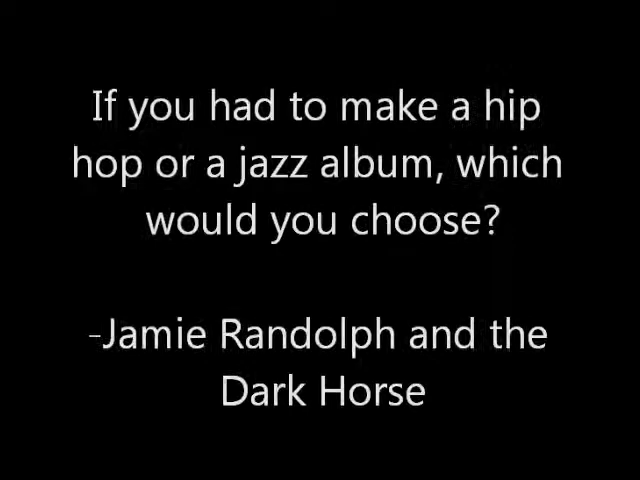 If you had to make a hip
hop or a jazz album, which
would you choose?
-Jamie Randolph and the
Dark Horse